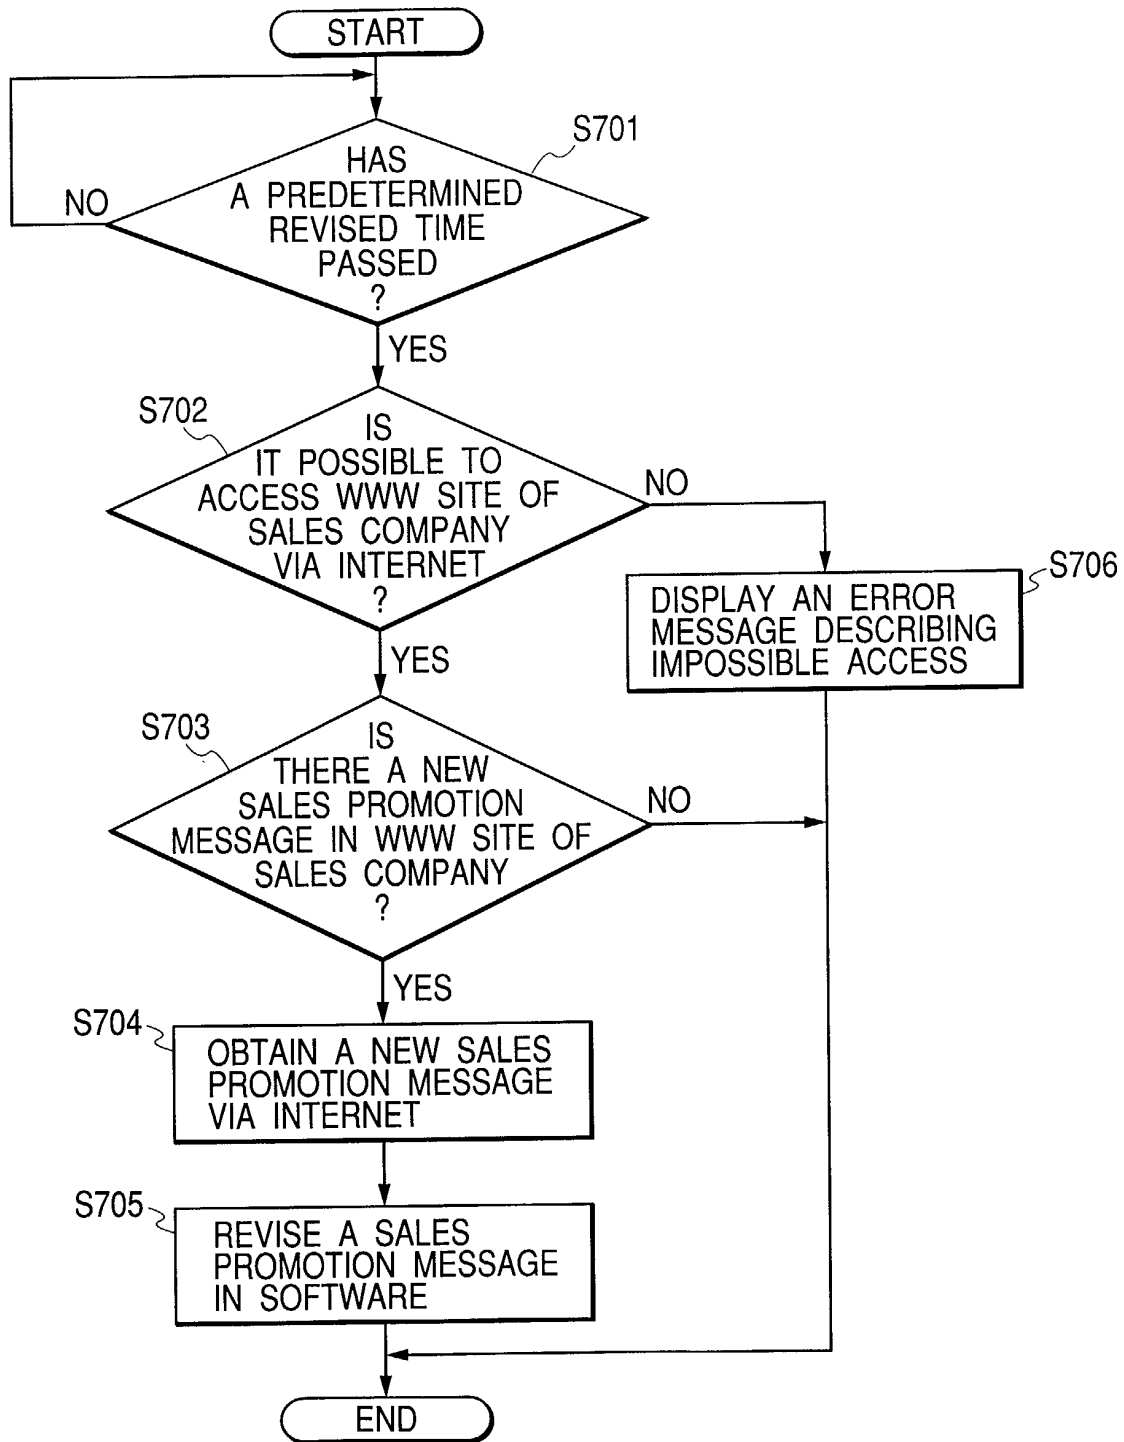 START
S701
HAS
A PREDETERMINED
REVISED TIME
PASSED
?
NO
YES
S702
IS
IT POSSIBLE TO
ACCESS WWW SITE OF
SALES COMPANY
VIA INTERNET
?
NO
YES
S706
DISPLAY AN ERROR
MESSAGE DESCRIBING
IMPOSSIBLE ACCESS
S703
IS
THERE A NEW
SALES PROMOTION
MESSAGE IN WWW SITE OF
SALES COMPANY
?
NO
YES
S704
OBTAIN A NEW SALES
PROMOTION MESSAGE
VIA INTERNET
S705
REVISE A SALES
PROMOTION MESSAGE
IN SOFTWARE
END